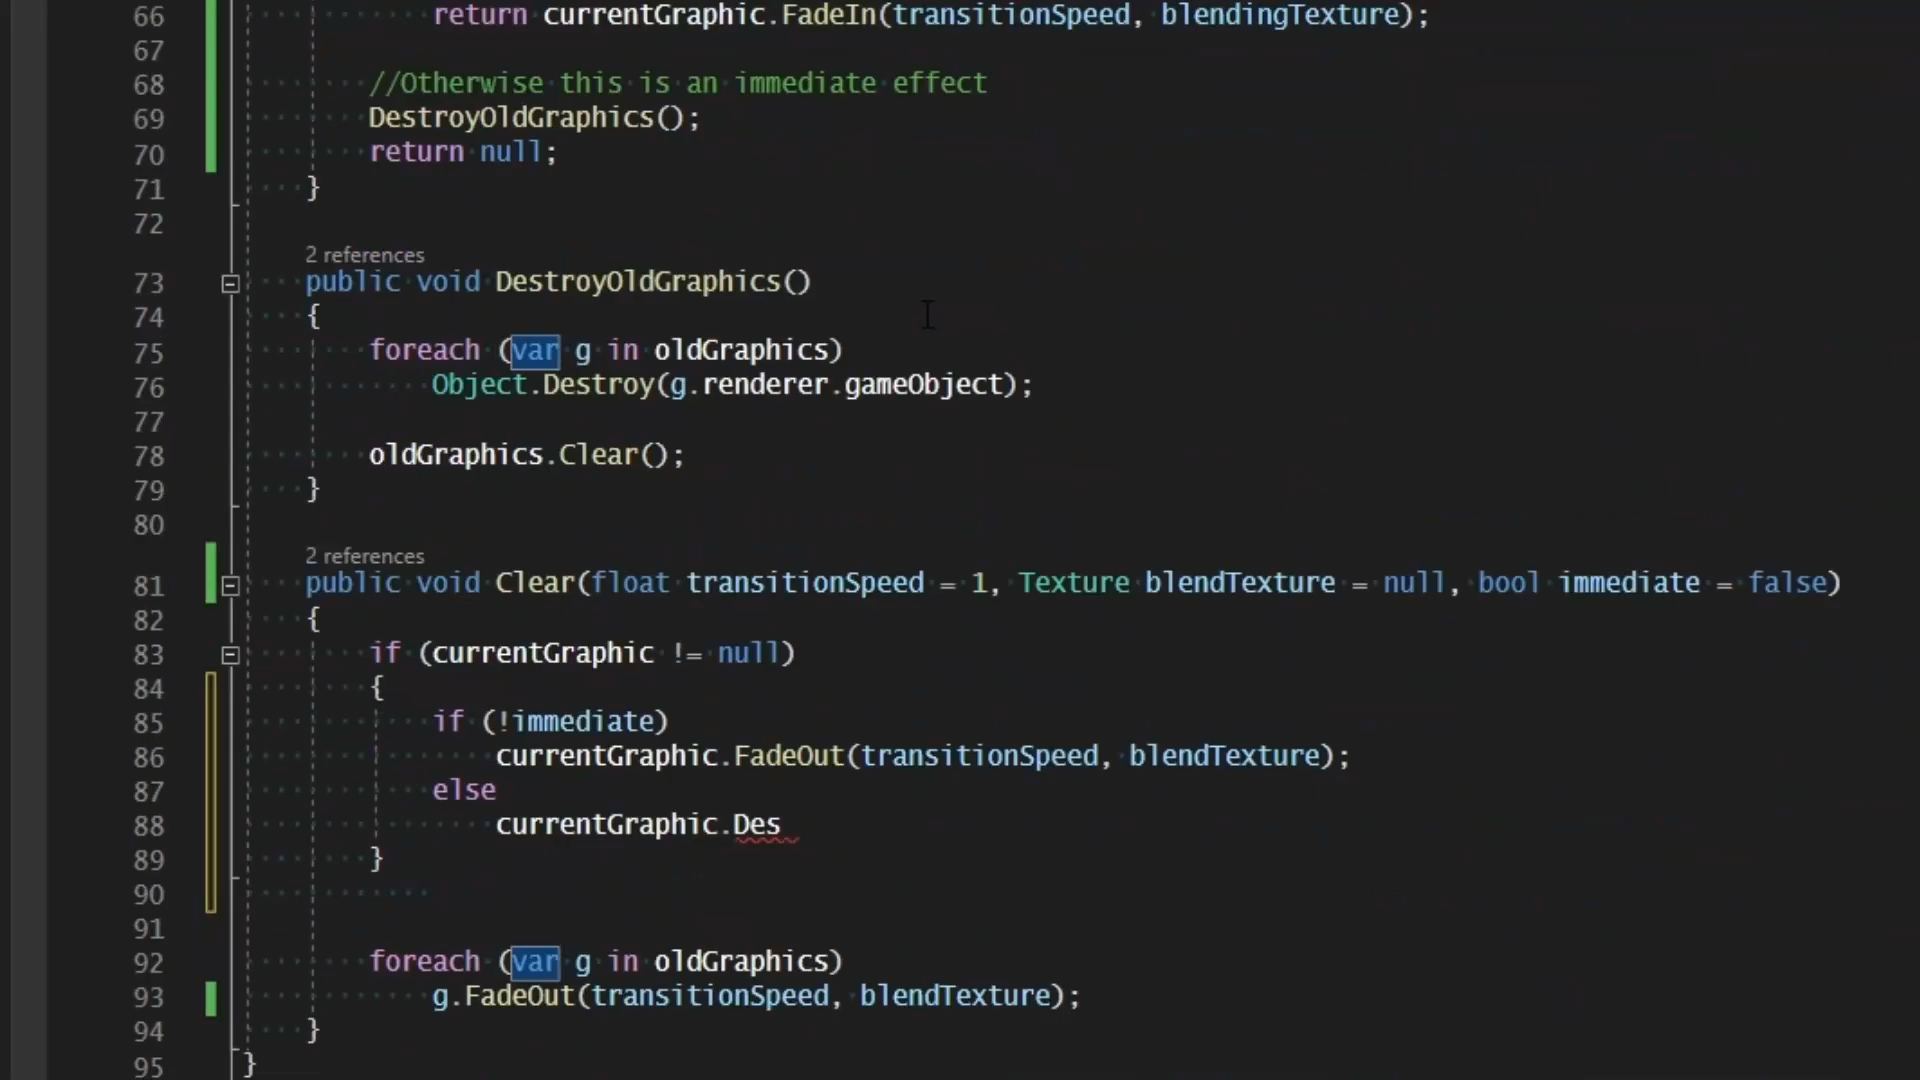 66 return currentGraphic.FadeIn(transitionSpeed, blendingTexture);
67
68 //Otherwise this is an immediate effect
69 DestroyOldGraphics();
70 return null;
71 }
72
2 references
73 public void DestroyOldGraphics()
74 {
75 foreach (var g in oldGraphics)
76 Object.Destroy(g.renderer.gameObject);
77
78 oldGraphics.Clear();
79 }
80
2 references
81 public void Clear(float transitionSpeed = 1, Texture blendTexture = null, bool immediate = false)
82 {
83 if (currentGraphic != null)
84 {
85 if (!immediate)
86 currentGraphic.FadeOut(transitionSpeed, blendTexture);
87 else
88 currentGraphic.Des
89 }
90
91
92 foreach (var g in oldGraphics)
93 g.FadeOut(transitionSpeed, blendTexture);
94 }
95 }